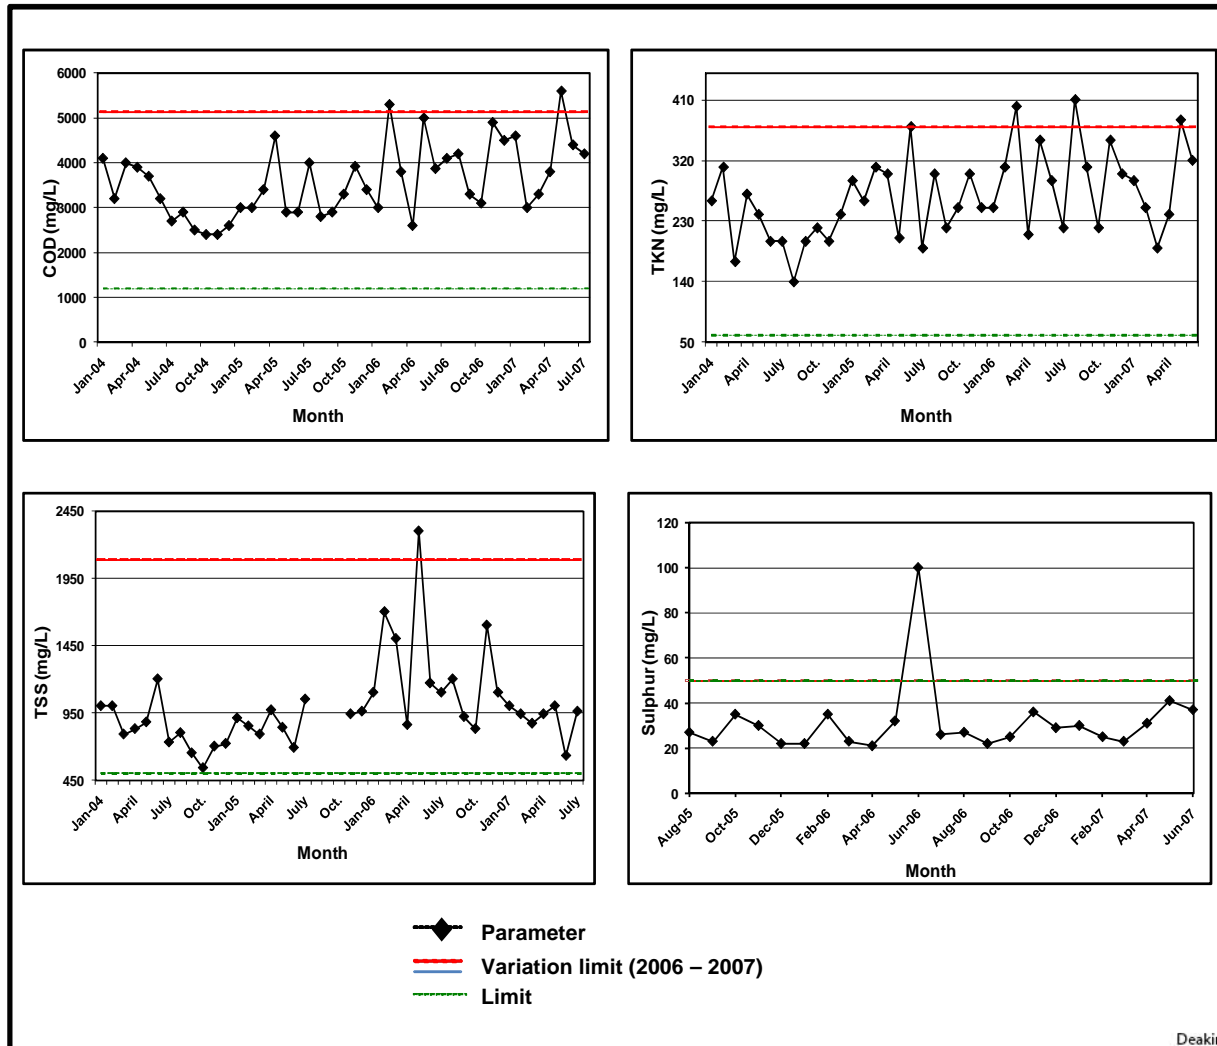 6000
5000
4000
3000
2000
1000
0
COD (mg/L)
Jan-04
Apr-04
Jul-04
Oct-04
Jan-05
Apr-05
Jul-05
Oct-05
Jan-06
Apr-06
Jul-06
Oct-06
Jan-07
Apr-07
Jul-07
Month
410
320
230
140
50
TKN (mg/L)
Jan-04
April
July
Oct.
Jan-05
April
July
Oct.
Jan-06
April
July
Oct.
Jan-07
April
Month
2450
1950
1450
950
450
TSS (mg/L)
Jan-04
April
July
Oct.
Jan-05
April
July
Oct.
Jan-06
April
July
Oct.
Jan-07
April
July
Month
120
100
80
60
40
20
0
Sulphur (mg/L)
Aug-05
Oct-05
Dec-05
Feb-06
Apr-06
Jun-06
Aug-06
Oct-06
Dec-06
Feb-07
Apr-07
Jun-07
Month
Parameter
Variation limit (2006 – 2007)
Limit